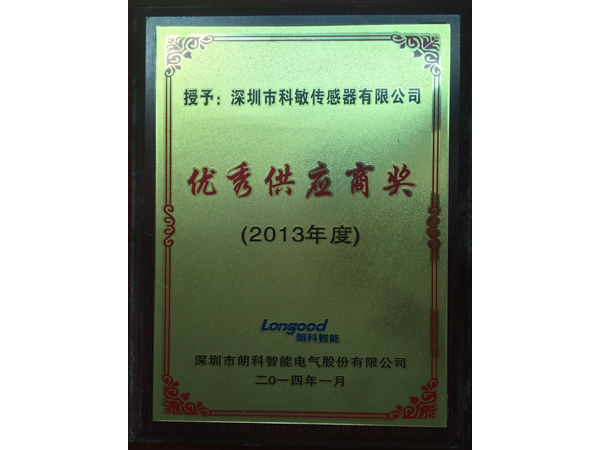 授予：深圳市科敏传感器有限公司
优秀供应商奖
(2013年度)
Longood
朗科智能
深圳市朗科智能电气股份有限公司
二〇一四年一月